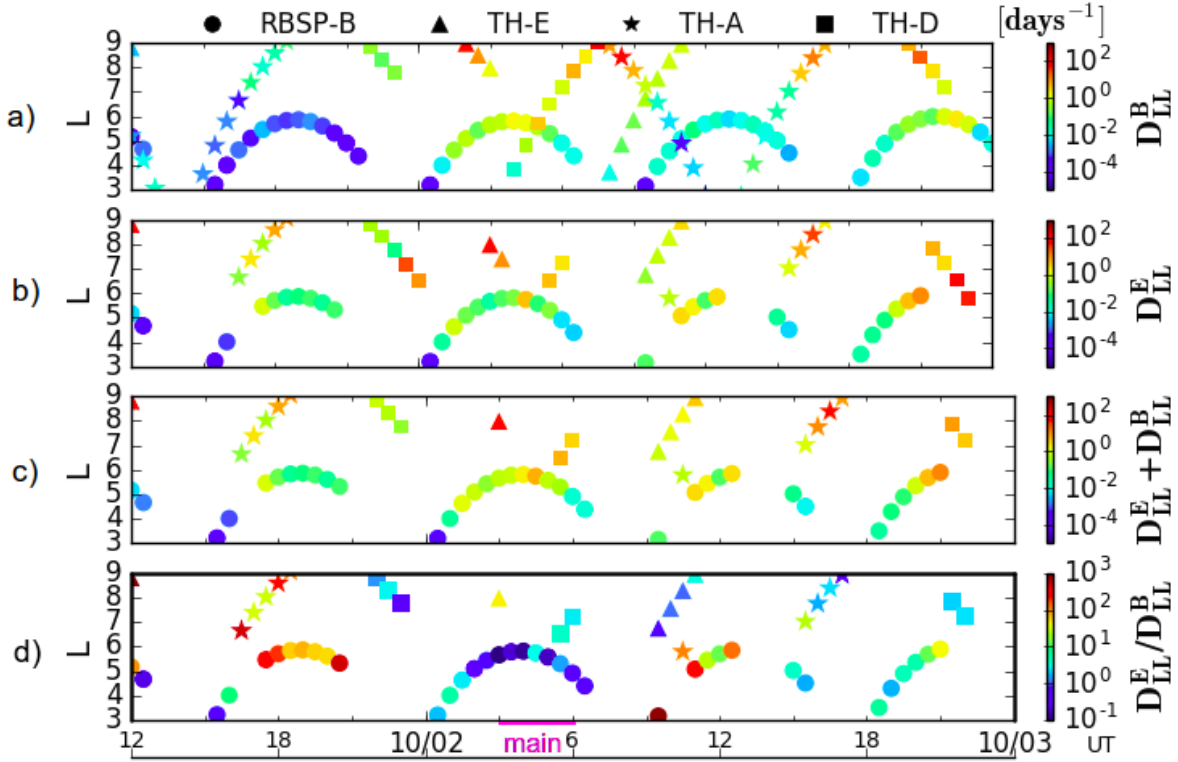 RBSP-B TH-E TH-A TH-D [days⁻¹]
a) L 9 8 7 6 5 4 3 10² 10⁰ 10⁻² 10⁻⁴ D^B_LL
b) L 9 8 7 6 5 4 3 10² 10⁰ 10⁻² 10⁻⁴ D^E_LL
c) L 9 8 7 6 5 4 3 10² 10⁰ 10⁻² 10⁻⁴ D^E_LL+D^B_LL
d) L 9 8 7 6 5 4 3 10³ 10² 10¹ 10⁰ 10⁻¹ D^E_LL/D^B_LL
12 18 10/02 main 6 12 18 10/03 UT